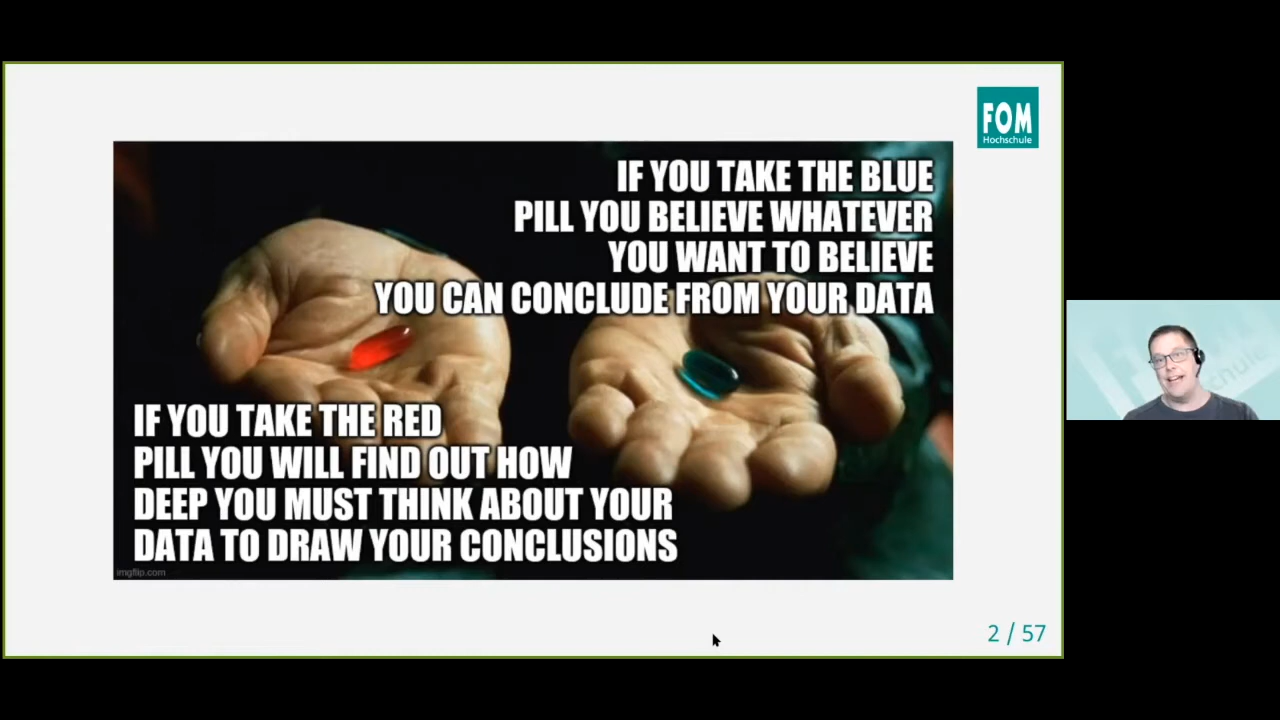 FOM
Hochschule
IF YOU TAKE THE BLUE
PILL YOU BELIEVE WHATEVER
YOU WANT TO BELIEVE
YOU CAN CONCLUDE FROM YOUR DATA
IF YOU TAKE THE RED
PILL YOU WILL FIND OUT HOW
DEEP YOU MUST THINK ABOUT YOUR
DATA TO DRAW YOUR CONCLUSIONS
imgflip.com
2 / 57